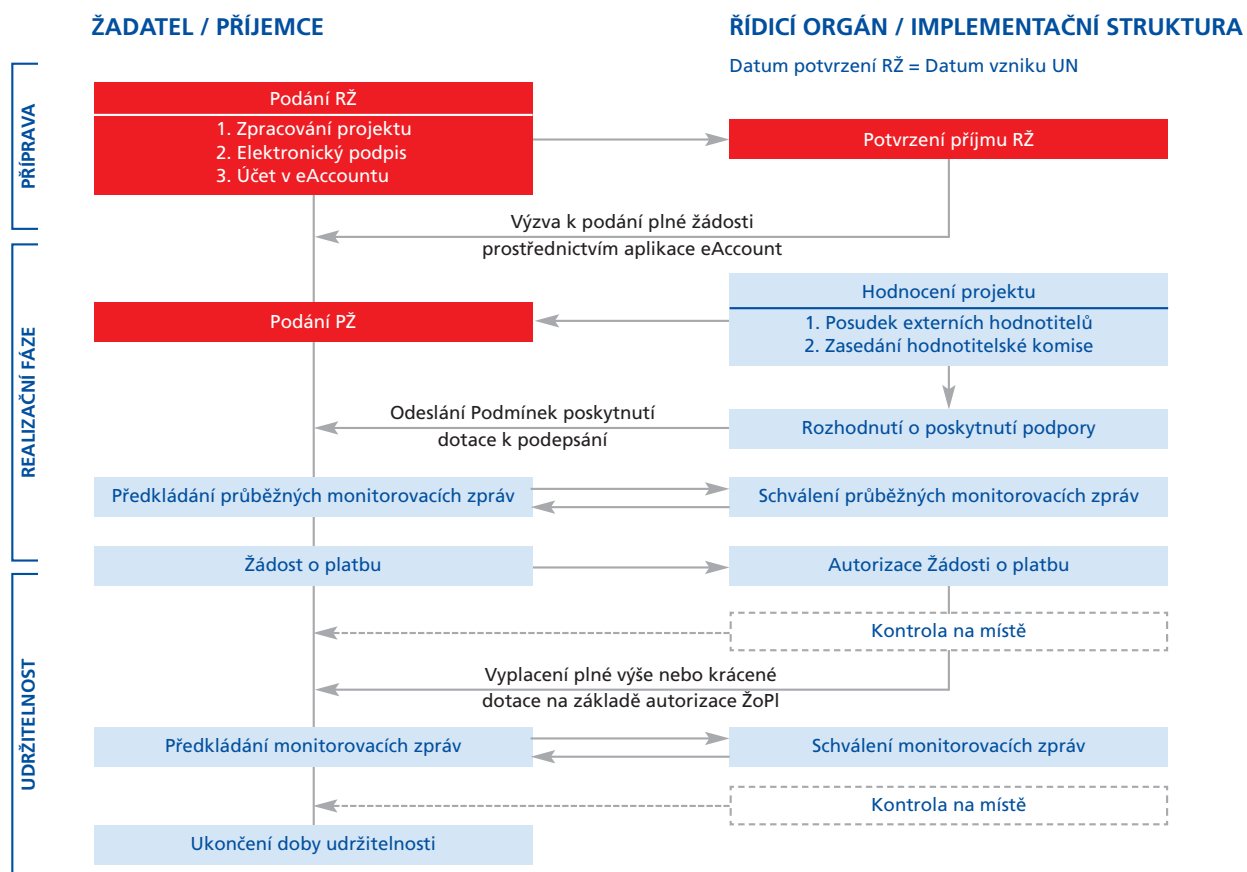 ŽADATEL / PŘÍJEMCE
ŘÍDICÍ ORGÁN / IMPLEMENTAČNÍ STRUKTURA
Datum potvrzení RŽ = Datum vzniku UN
PŘÍPRAVA
Podání RŽ
1. Zpracování projektu
2. Elektronický podpis
3. Účet v eAccountu
Potvrzení příjmu RŽ
Výzva k podání plné žádosti
prostřednictvím aplikace eAccount
REALIZAČNÍ FÁZE
Hodnocení projektu
1. Posudek externích hodnotitelů
2. Zasedání hodnotitelské komise
Podání PŽ
Odeslání Podmínek poskytnutí
dotace k podepsání
Rozhodnutí o poskytnutí podpory
Předkládání průběžných monitorovacích zpráv
Schválení průběžných monitorovacích zpráv
Žádost o platbu
Autorizace Žádosti o platbu
UDRŽITELNOST
Kontrola na místě
Vyplacení plné výše nebo krácené
dotace na základě autorizace ŽoPl
Předkládání monitorovacích zpráv
Schválení monitorovacích zpráv
Kontrola na místě
Ukončení doby udržitelnosti